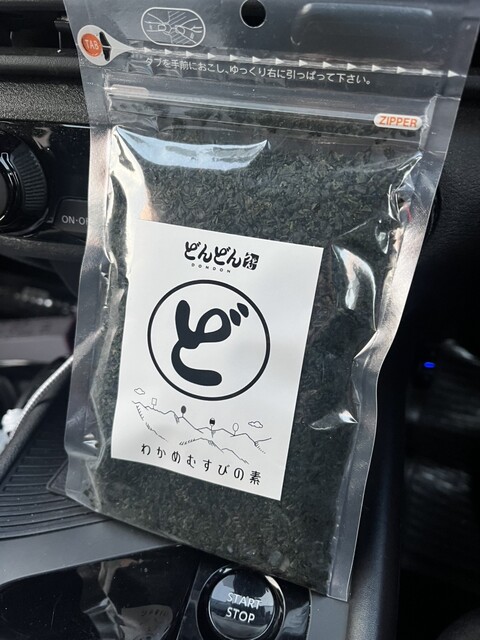 TAB
タブを手前におこし、ゆっくり右に引っぱって下さい。
ZIPPER
ON·O
どんどん
DONDON
ど
わかめむすびの素
START
STOP